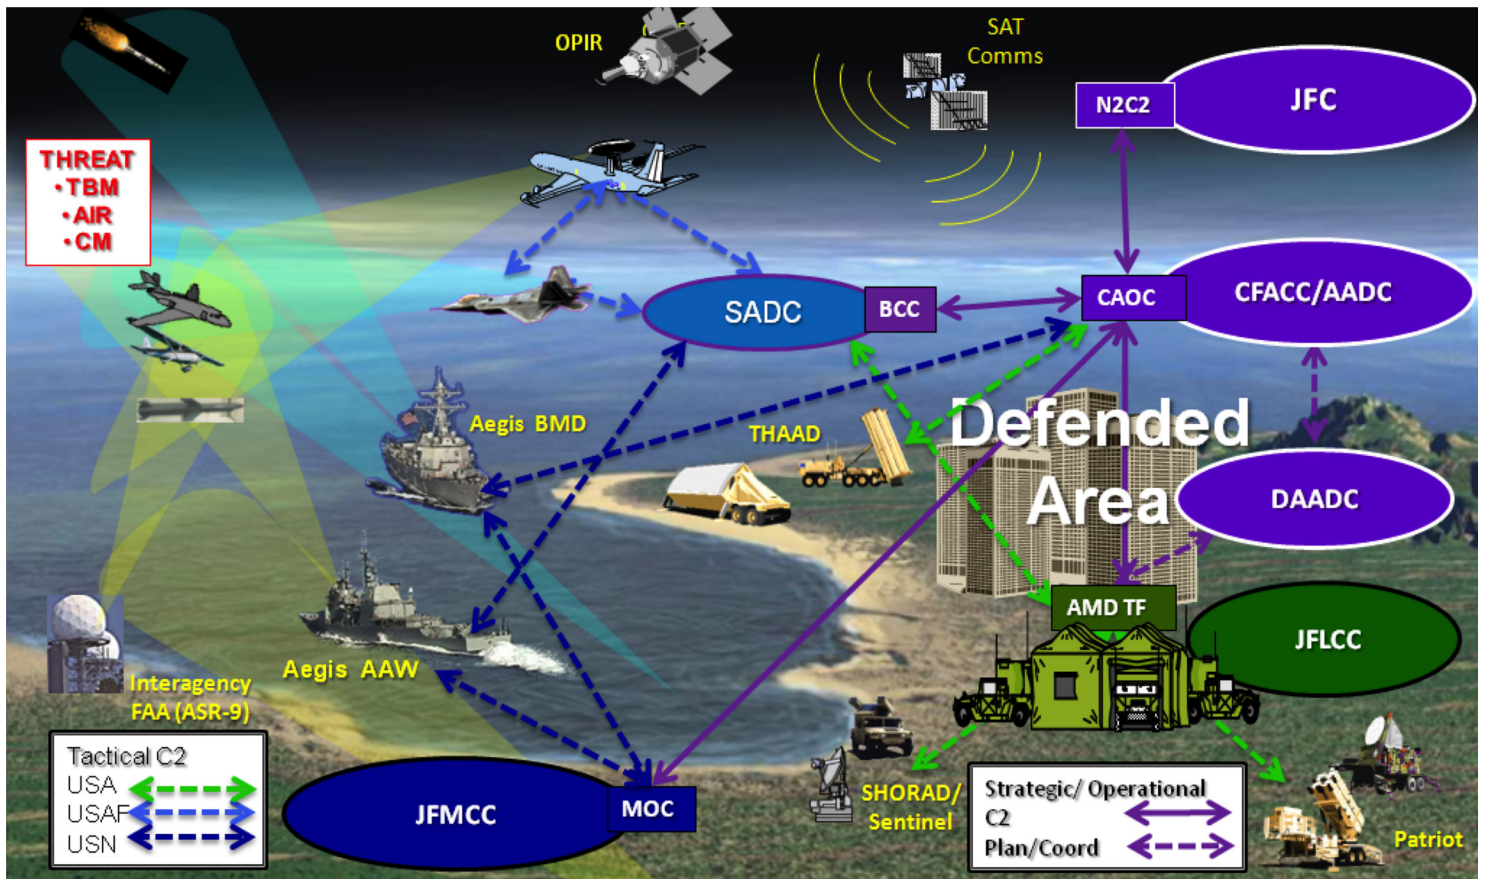 OPIR
SAT
Comms
N2C2
JFC
THREAT
• TBM
• AIR
• CM
SADC
BCC
CAOC
CFACC/AADC
Aegis BMD
THAAD
Defended
Area
DAADC
AMD TF
JFLCC
Aegis AAW
Interagency
FAA (ASR-9)
Tactical C2
USA
USAF
USN
JFMCC
MOC
SHORAD/
Sentinel
Strategic/ Operational
C2
Plan/Coord
Patriot